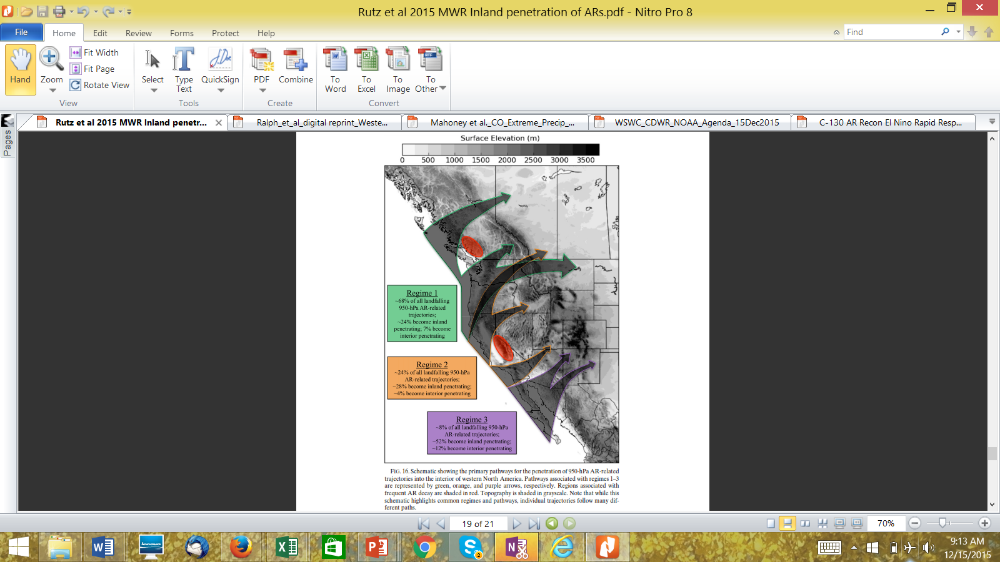 Rutz et al 2015 MWR Inland penetration of ARs.pdf - Nitro Pro 8
File Home Edit Review Forms Protect Help
Find
Hand
Zoom
Fit Width
Fit Page
Rotate View
View
Select
Type Text
QuickSign
Tools
PDF
Combine
Create
To Word
To Excel
To Image
To Other
Convert
Rutz et al 2015 MWR Inland penetr...
Ralph_et_al_digital reprint_Weste...
Mahoney et al._CO_Extreme_Precip_...
WSWC_CDWR_NOAA_Agenda_15Dec2015
C-130 AR Recon El Nino Rapid Resp...
Pages
Surface Elevation (m)
0 500 1000 1500 2000 2500 3000 3500
Regime 1
~68% of all landfalling
950-hPa AR-related
trajectories;
~24% become inland
penetrating; 7% become
interior penetrating
Regime 2
~24% of all landfalling 950-hPa
AR-related trajectories;
~28% become inland penetrating;
~4% become interior penetrating
Regime 3
~8% of all landfalling 950-hPa
AR-related trajectories;
~52% become inland penetrating;
~12% become interior penetrating
FIG. 16. Schematic showing the primary pathways for the penetration of 950-hPa AR-related
trajectories into the interior of western North America. Pathways associated with regimes 1–3
are represented by green, orange, and purple arrows, respectively. Regions associated with
frequent AR decay are shaded in red. Topography is shaded in grayscale. Note that while this
schematic highlights common regimes and pathways, individual trajectories follow many dif-
ferent paths.
19 of 21
70%
9:13 AM
12/15/2015